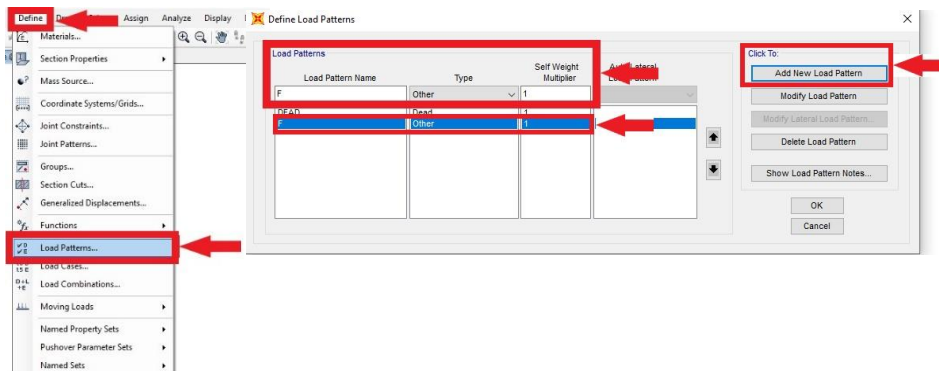 Define
Assign Analyze Display
Materials...
Section Properties
Mass Source...
Coordinate Systems/Grids...
Joint Constraints...
Joint Patterns...
Groups...
Section Cuts...
Generalized Displacements...
Functions
Load Patterns...
Load Cases...
Load Combinations...
Moving Loads
Named Property Sets
Pushover Parameter Sets
Named Sets
Define Load Patterns
Load Patterns
Load Pattern Name
Type
Self Weight
Multiplier
F
Other
1
DEAD Dead 1
F Other 1
Click To:
Add New Load Pattern
Modify Load Pattern
Modify Lateral Load Pattern...
Delete Load Pattern
Show Load Pattern Notes...
OK
Cancel